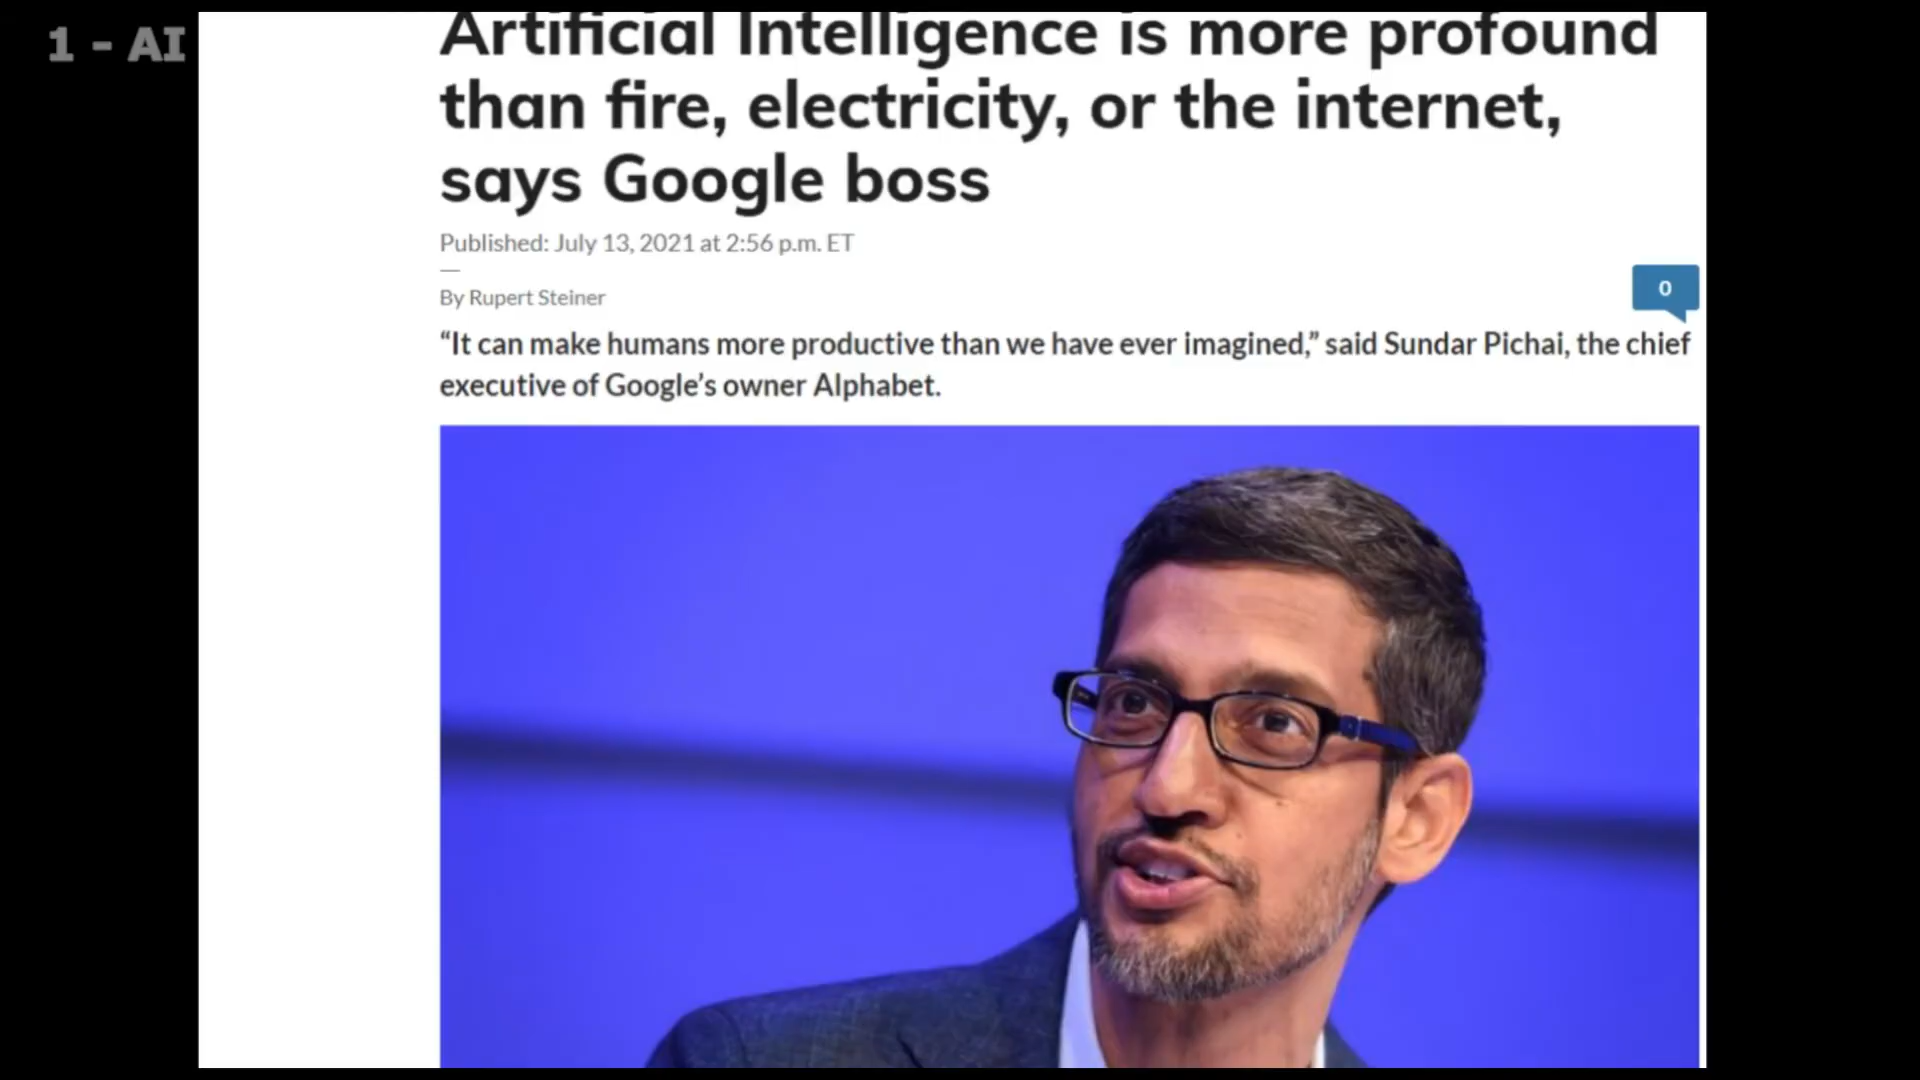 1 - AI
Artificial Intelligence is more profound
than fire, electricity, or the internet,
says Google boss
Published: July 13, 2021 at 2:56 p.m. ET
—
By Rupert Steiner
0
“It can make humans more productive than we have ever imagined,” said Sundar Pichai, the chief
executive of Google’s owner Alphabet.